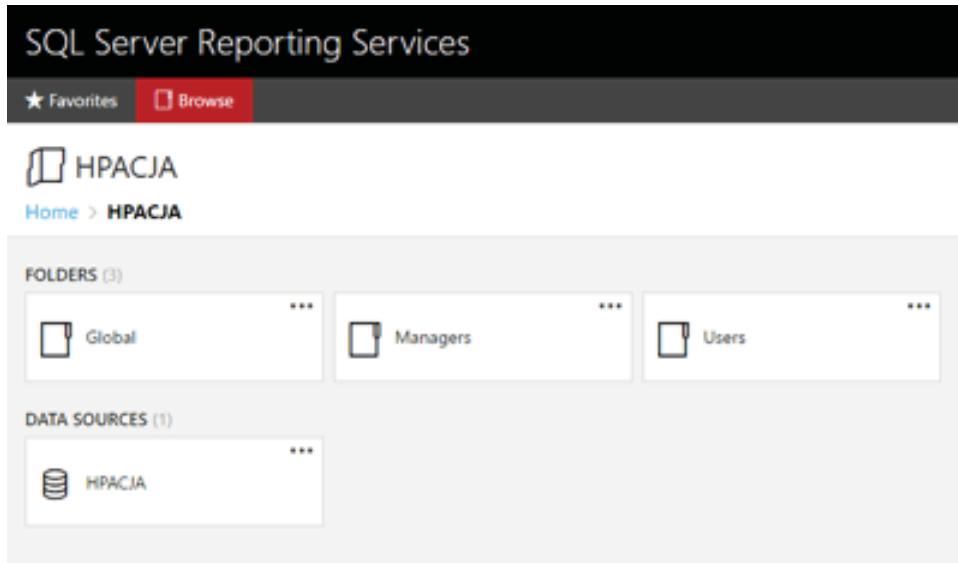 SQL Server Reporting Services
Favorites Browse
HPACJA
Home > HPACJA
FOLDERS (3)
Global Managers Users
DATA SOURCES (1)
HPACJA